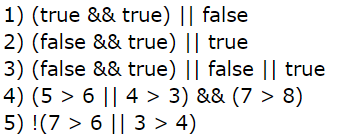 1) (true && true) || false
2) (false && true) || true
3) (false && true) || false || true
4) (5 > 6 || 4 > 3) && (7 > 8)
5) !(7 > 6 || 3 > 4)